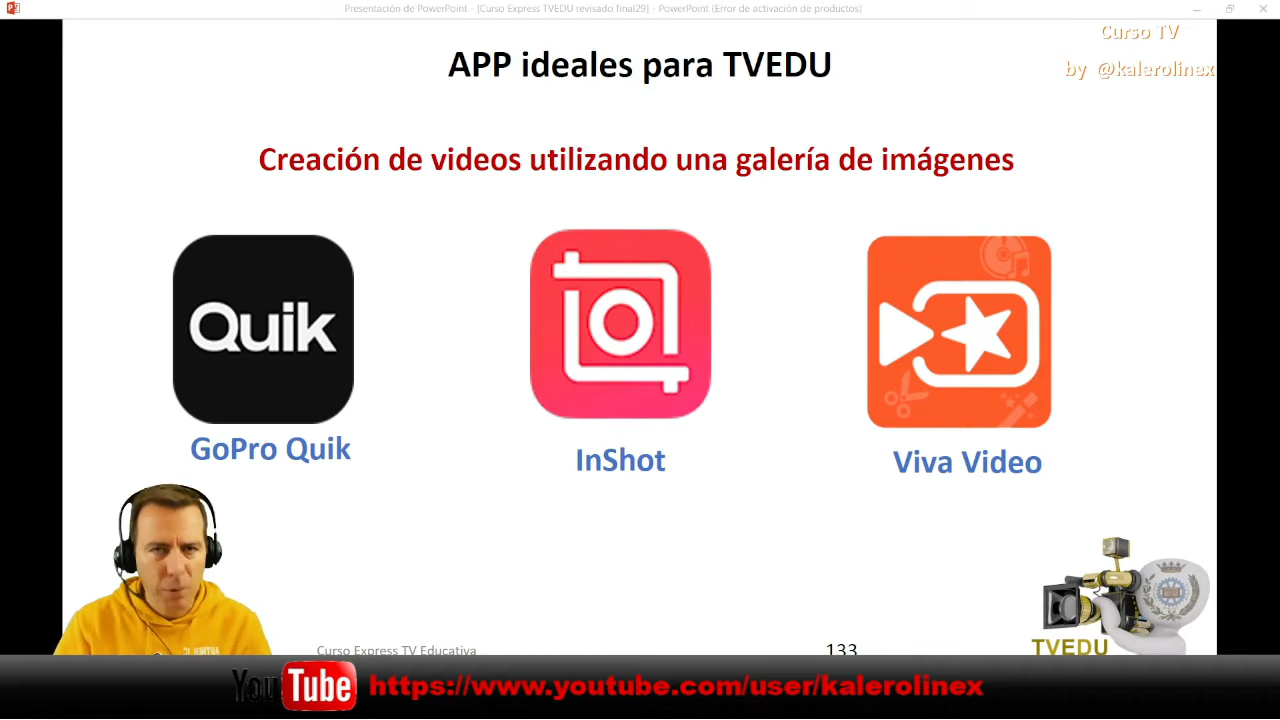 Presentación de PowerPoint - [Curso Express TVEDU revisado final29] - PowerPoint (Error de activación de productos)
Curso TV
by @kalerolinex
APP ideales para TVEDU
Creación de videos utilizando una galería de imágenes
Quik
GoPro Quik
InShot
Viva Video
Curso Express TV Educativa
133
TVEDU
YouTube https://www.youtube.com/user/kalerolinex